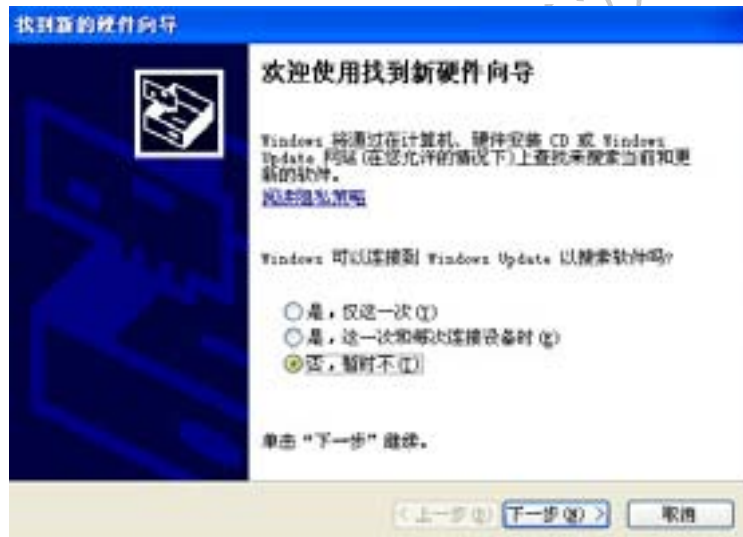 找到新的硬件向导
欢迎使用找到新硬件向导
Windows 将通过在计算机、硬件安装 CD 或 Windows
Update 网站(在您允许的情况下)上查找来搜索当前和更
新的软件。
阅读隐私策略
Windows 可以连接到 Windows Update 以搜索软件吗?
是，仅这一次(Y)
是，这一次和每次连接设备时(E)
否，暂时不(T)
单击“下一步”继续。
<上一步(B) 下一步(N) > 取消